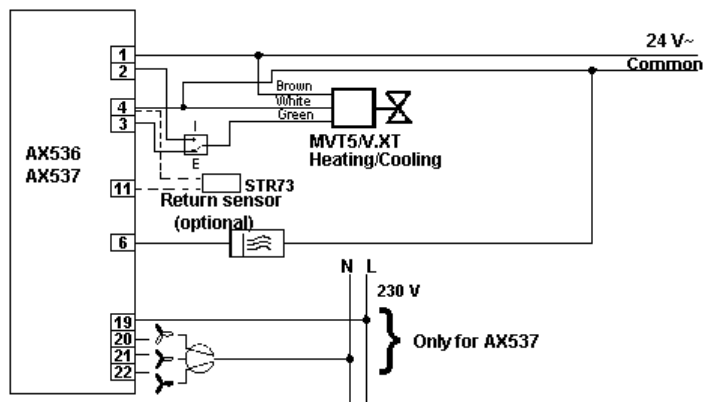 24 V~
Common
1
2
4
3
11
6
19
20
21
22
AX536
AX537
Brown
White
Green
I
E
MVT5/V.XT
Heating/Cooling
STR73
Return sensor
(optional)
N L
230 V
Only for AX537